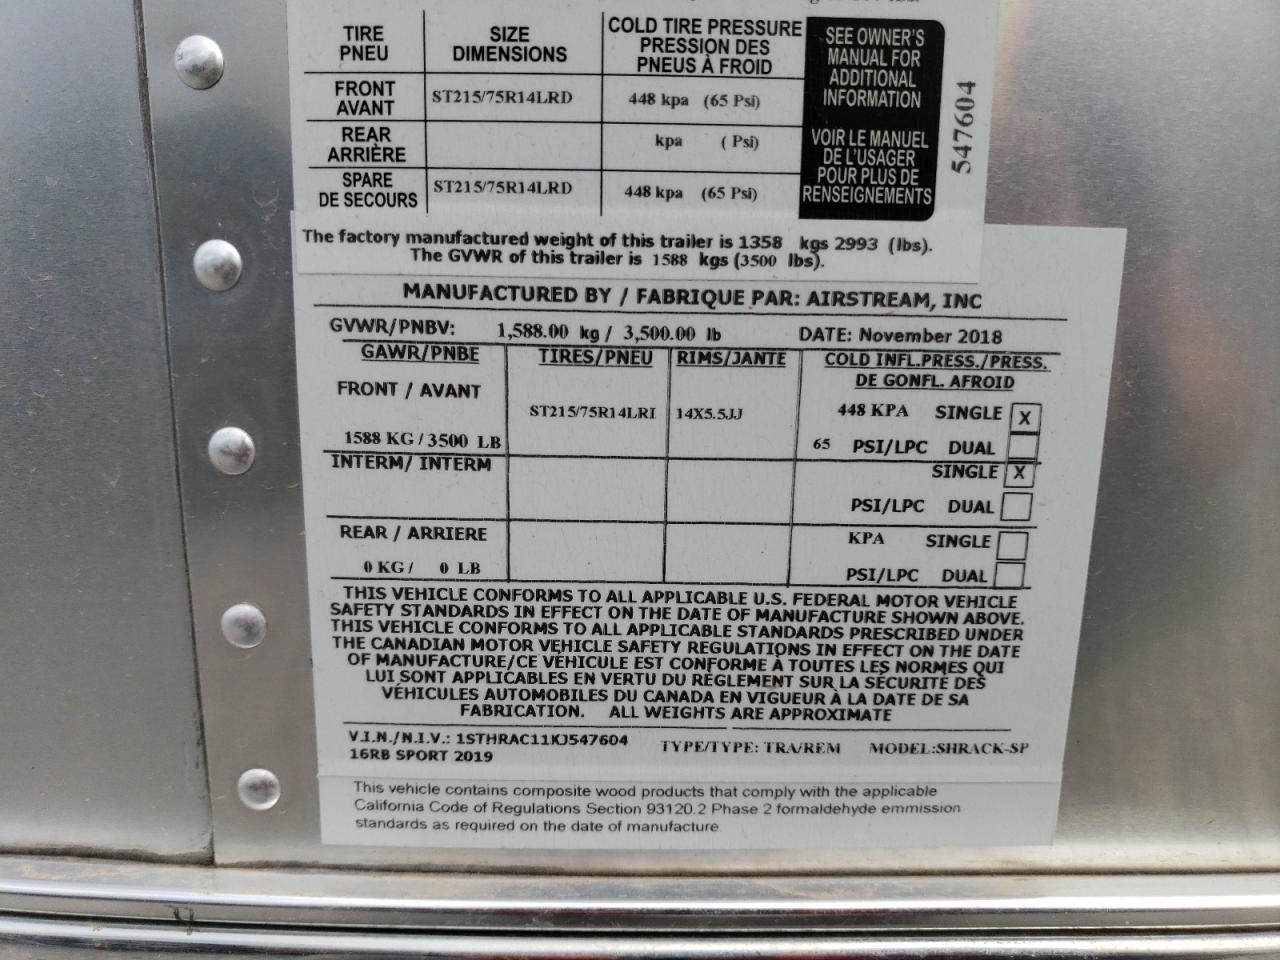 TIRE PNEU SIZE DIMENSIONS COLD TIRE PRESSURE PRESSION DES PNEUS À FROID
FRONT AVANT ST215/75R14LRD 448 kpa (65 Psi)
REAR ARRIÈRE kpa ( Psi)
SPARE DE SECOURS ST215/75R14LRD 448 kpa (65 Psi)
SEE OWNER'S
MANUAL FOR
ADDITIONAL
INFORMATION
VOIR LE MANUEL
DE L'USAGER
POUR PLUS DE
RENSEIGNEMENTS
547604
The factory manufactured weight of this trailer is 1358 kgs 2993 (lbs).
The GVWR of this trailer is 1588 kgs (3500 lbs).
MANUFACTURED BY / FABRIQUE PAR: AIRSTREAM, INC
GVWR/PNBV: 1,588.00 kg / 3,500.00 lb DATE: November 2018
GAWR/PNBE TIRES/PNEU RIMS/JANTE COLD INFL.PRESS./PRESS.
DE GONFL. AFROID
FRONT / AVANT
ST215/75R14LRI 14X5.5JJ 448 KPA SINGLE X
1588 KG / 3500 LB 65 PSI/LPC DUAL
INTERM/ INTERM SINGLE X
PSI/LPC DUAL
REAR / ARRIERE KPA SINGLE
0 KG / 0 LB PSI/LPC DUAL
THIS VEHICLE CONFORMS TO ALL APPLICABLE U.S. FEDERAL MOTOR VEHICLE
SAFETY STANDARDS IN EFFECT ON THE DATE OF MANUFACTURE SHOWN ABOVE.
THIS VEHICLE CONFORMS TO ALL APPLICABLE STANDARDS PRESCRIBED UNDER
THE CANADIAN MOTOR VEHICLE SAFETY REGULATIONS IN EFFECT ON THE DATE
OF MANUFACTURE/CE VÉHICULE EST CONFORME À TOUTES LES NORMES QUI
LUI SONT APPLICABLES EN VERTU DU RÈGLEMENT SUR LA SÉCURITÉ DES
VÉHICULES AUTOMOBILES DU CANADA EN VIGUEUR À LA DATE DE SA
FABRICATION. ALL WEIGHTS ARE APPROXIMATE
V.I.N./N.I.V.: 1STHRAC11KJ547604 TYPE/TYPE: TRA/REM MODEL:SHRACK-SP
16RB SPORT 2019
This vehicle contains composite wood products that comply with the applicable
California Code of Regulations Section 93120.2 Phase 2 formaldehyde emmission
standards as required on the date of manufacture